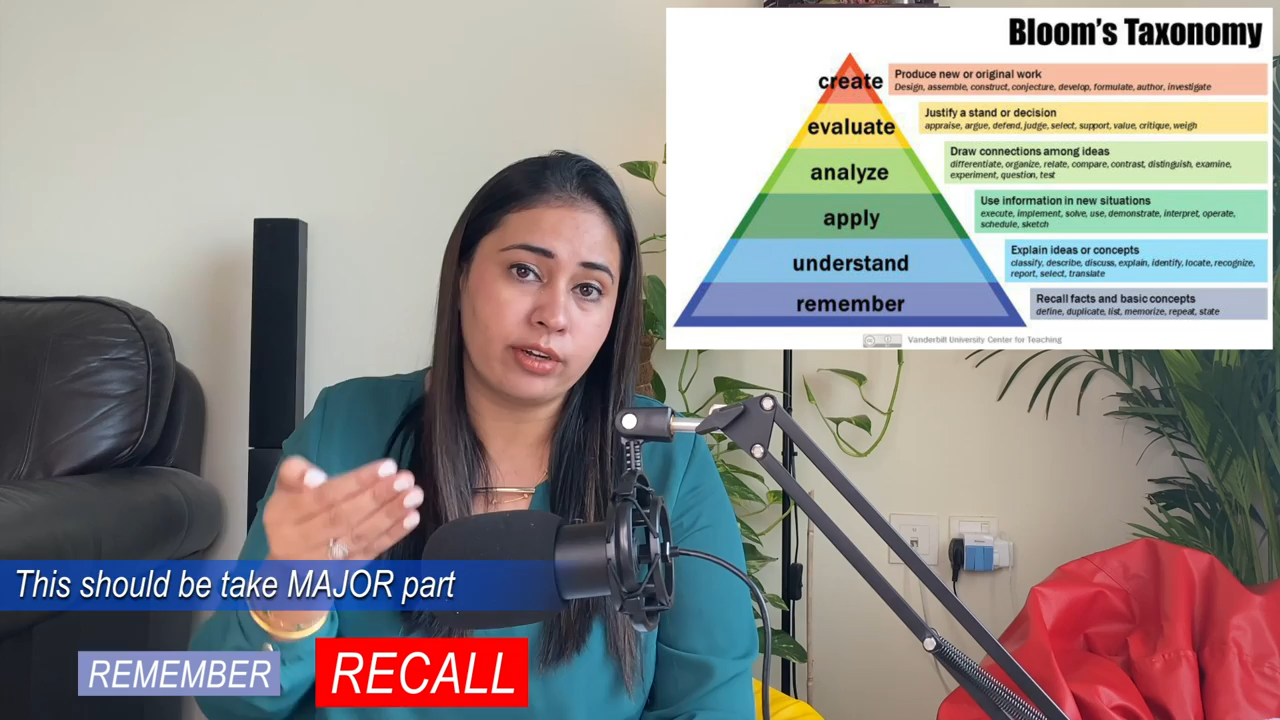 Bloom's Taxonomy
create
Produce new or original work
Design, assemble, construct, conjecture, develop, formulate, author, investigate
evaluate
Justify a stand or decision
appraise, argue, defend, judge, select, support, value, critique, weigh
analyze
Draw connections among ideas
differentiate, organize, relate, compare, contrast, distinguish, examine,
experiment, question, test
apply
Use information in new situations
execute, implement, solve, use, demonstrate, interpret, operate,
schedule, sketch
understand
Explain ideas or concepts
classify, describe, discuss, explain, identify, locate, recognize,
report, select, translate
remember
Recall facts and basic concepts
define, duplicate, list, memorize, repeat, state
Vanderbilt University Center for Teaching
This should be take MAJOR part
REMEMBER
RECALL